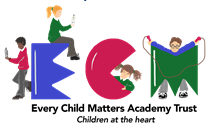 ECM
Every Child Matters Academy Trust
Children at the heart